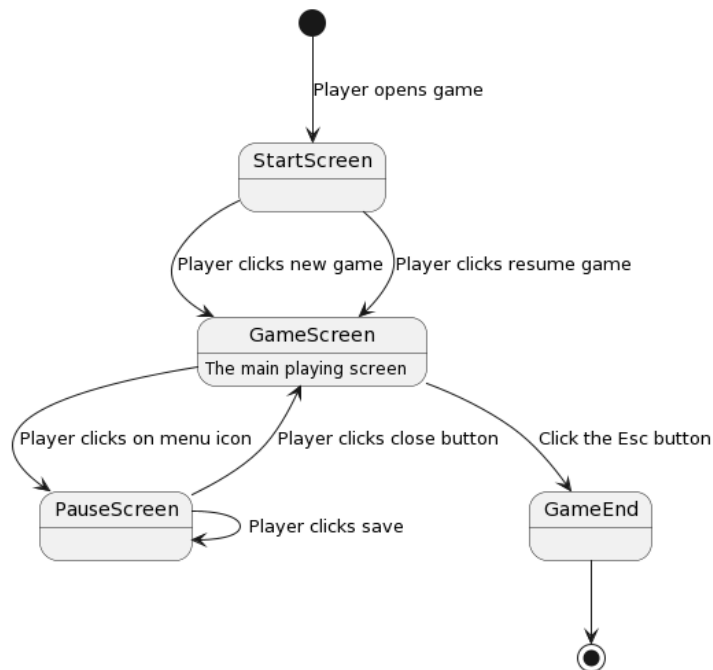 Player opens game
StartScreen
Player clicks new game
Player clicks resume game
GameScreen
The main playing screen
Player clicks on menu icon
Player clicks close button
Click the Esc button
PauseScreen
GameEnd
Player clicks save